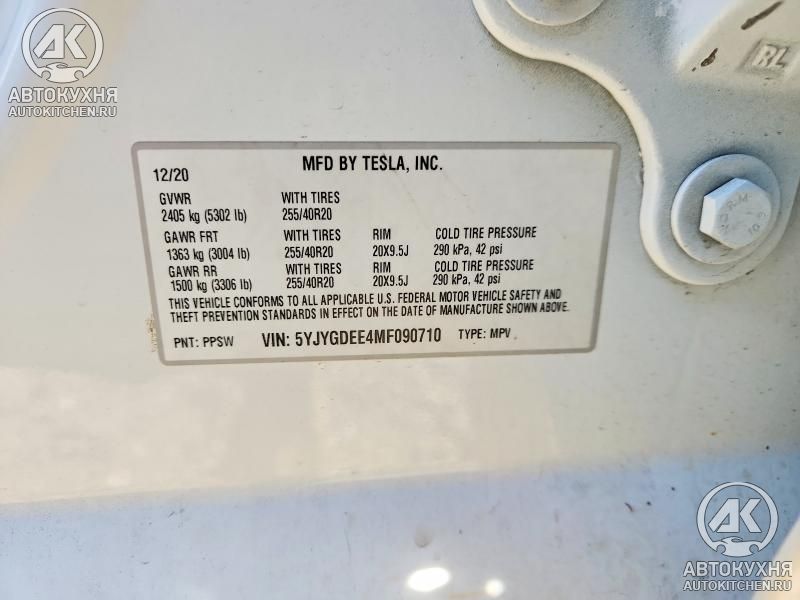 AK
АВТОКУХНЯ
AUTOKITCHEN.RU
RL
MFD BY TESLA, INC.
12/20
GVWR WITH TIRES
2405 kg (5302 lb) 255/40R20
GAWR FRT WITH TIRES RIM COLD TIRE PRESSURE
1363 kg (3004 lb) 255/40R20 20X9.5J 290 kPa, 42 psi
GAWR RR WITH TIRES RIM COLD TIRE PRESSURE
1500 kg (3306 lb) 255/40R20 20X9.5J 290 kPa, 42 psi
THIS VEHICLE CONFORMS TO ALL APPLICABLE U.S. FEDERAL MOTOR VEHICLE SAFETY AND
THEFT PREVENTION STANDARDS IN EFFECT ON THE DATE OF MANUFACTURE SHOWN ABOVE.
PNT: PPSW VIN: 5YJYGDEE4MF090710 TYPE: MPV
AK
АВТОКУХНЯ
AUTOKITCHEN.RU